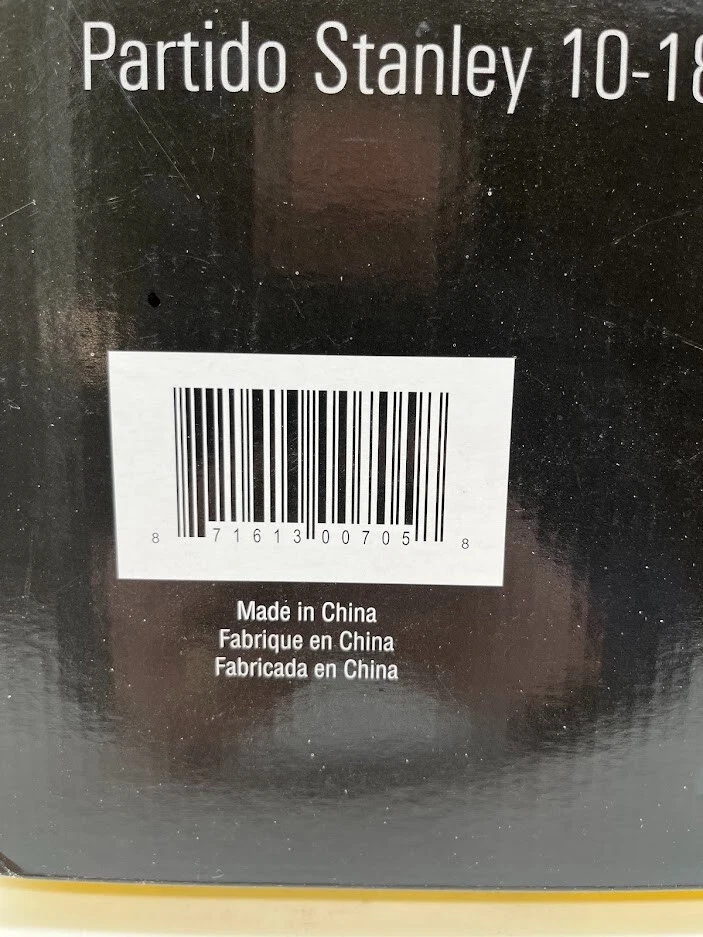 Partido Stanley 10-18
8 71613 00705 8
Made in China
Fabrique en China
Fabricada en China